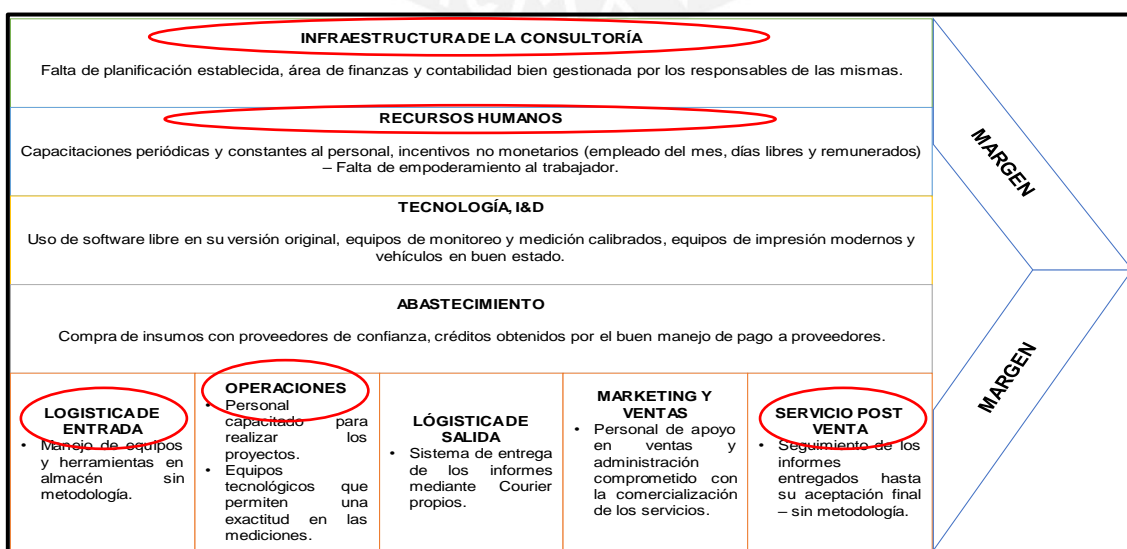 INFRAESTRUCTURA DE LA CONSULTORÍA
Falta de planificación establecida, área de finanzas y contabilidad bien gestionada por los responsables de las mismas.
RECURSOS HUMANOS
Capacitaciones periódicas y constantes al personal, incentivos no monetarios (empleado del mes, días libres y remunerados)
– Falta de empoderamiento al trabajador.
TECNOLOGÍA, I&D
Uso de software libre en su versión original, equipos de monitoreo y medición calibrados, equipos de impresión modernos y
vehículos en buen estado.
ABASTECIMIENTO
Compra de insumos con proveedores de confianza, créditos obtenidos por el buen manejo de pago a proveedores.
LOGISTICA DE
ENTRADA
• Manejo de equipos
y herramientas en
almacén sin
metodología.
OPERACIONES
• Personal
capacitado para
realizar los
proyectos.
• Equipos
tecnológicos que
permiten una
exactitud en las
mediciones.
LÓGISTICA DE
SALIDA
• Sistema de entrega
de los informes
mediante Courier
propios.
MARKETING Y
VENTAS
• Personal de apoyo
en ventas y
administración
comprometido con
la comercialización
de los servicios.
SERVICIO POST
VENTA
• Seguimiento de los
informes
entregados hasta
su aceptación final
– sin metodología.
MARGEN
MARGEN